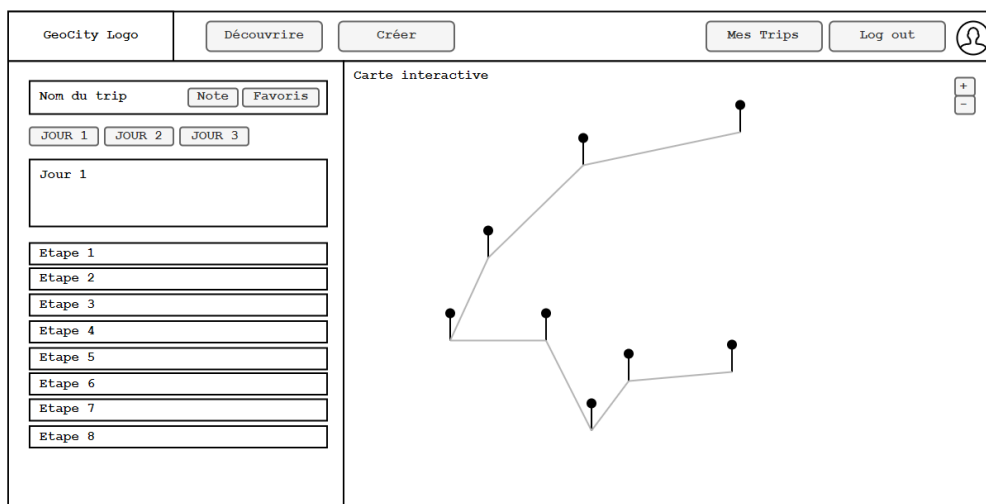 GeoCity Logo
Découvrire
Créer
Mes Trips
Log out
Carte interactive
+
−
Nom du trip
Note
Favoris
JOUR 1
JOUR 2
JOUR 3
Jour 1
Etape 1
Etape 2
Etape 3
Etape 4
Etape 5
Etape 6
Etape 7
Etape 8